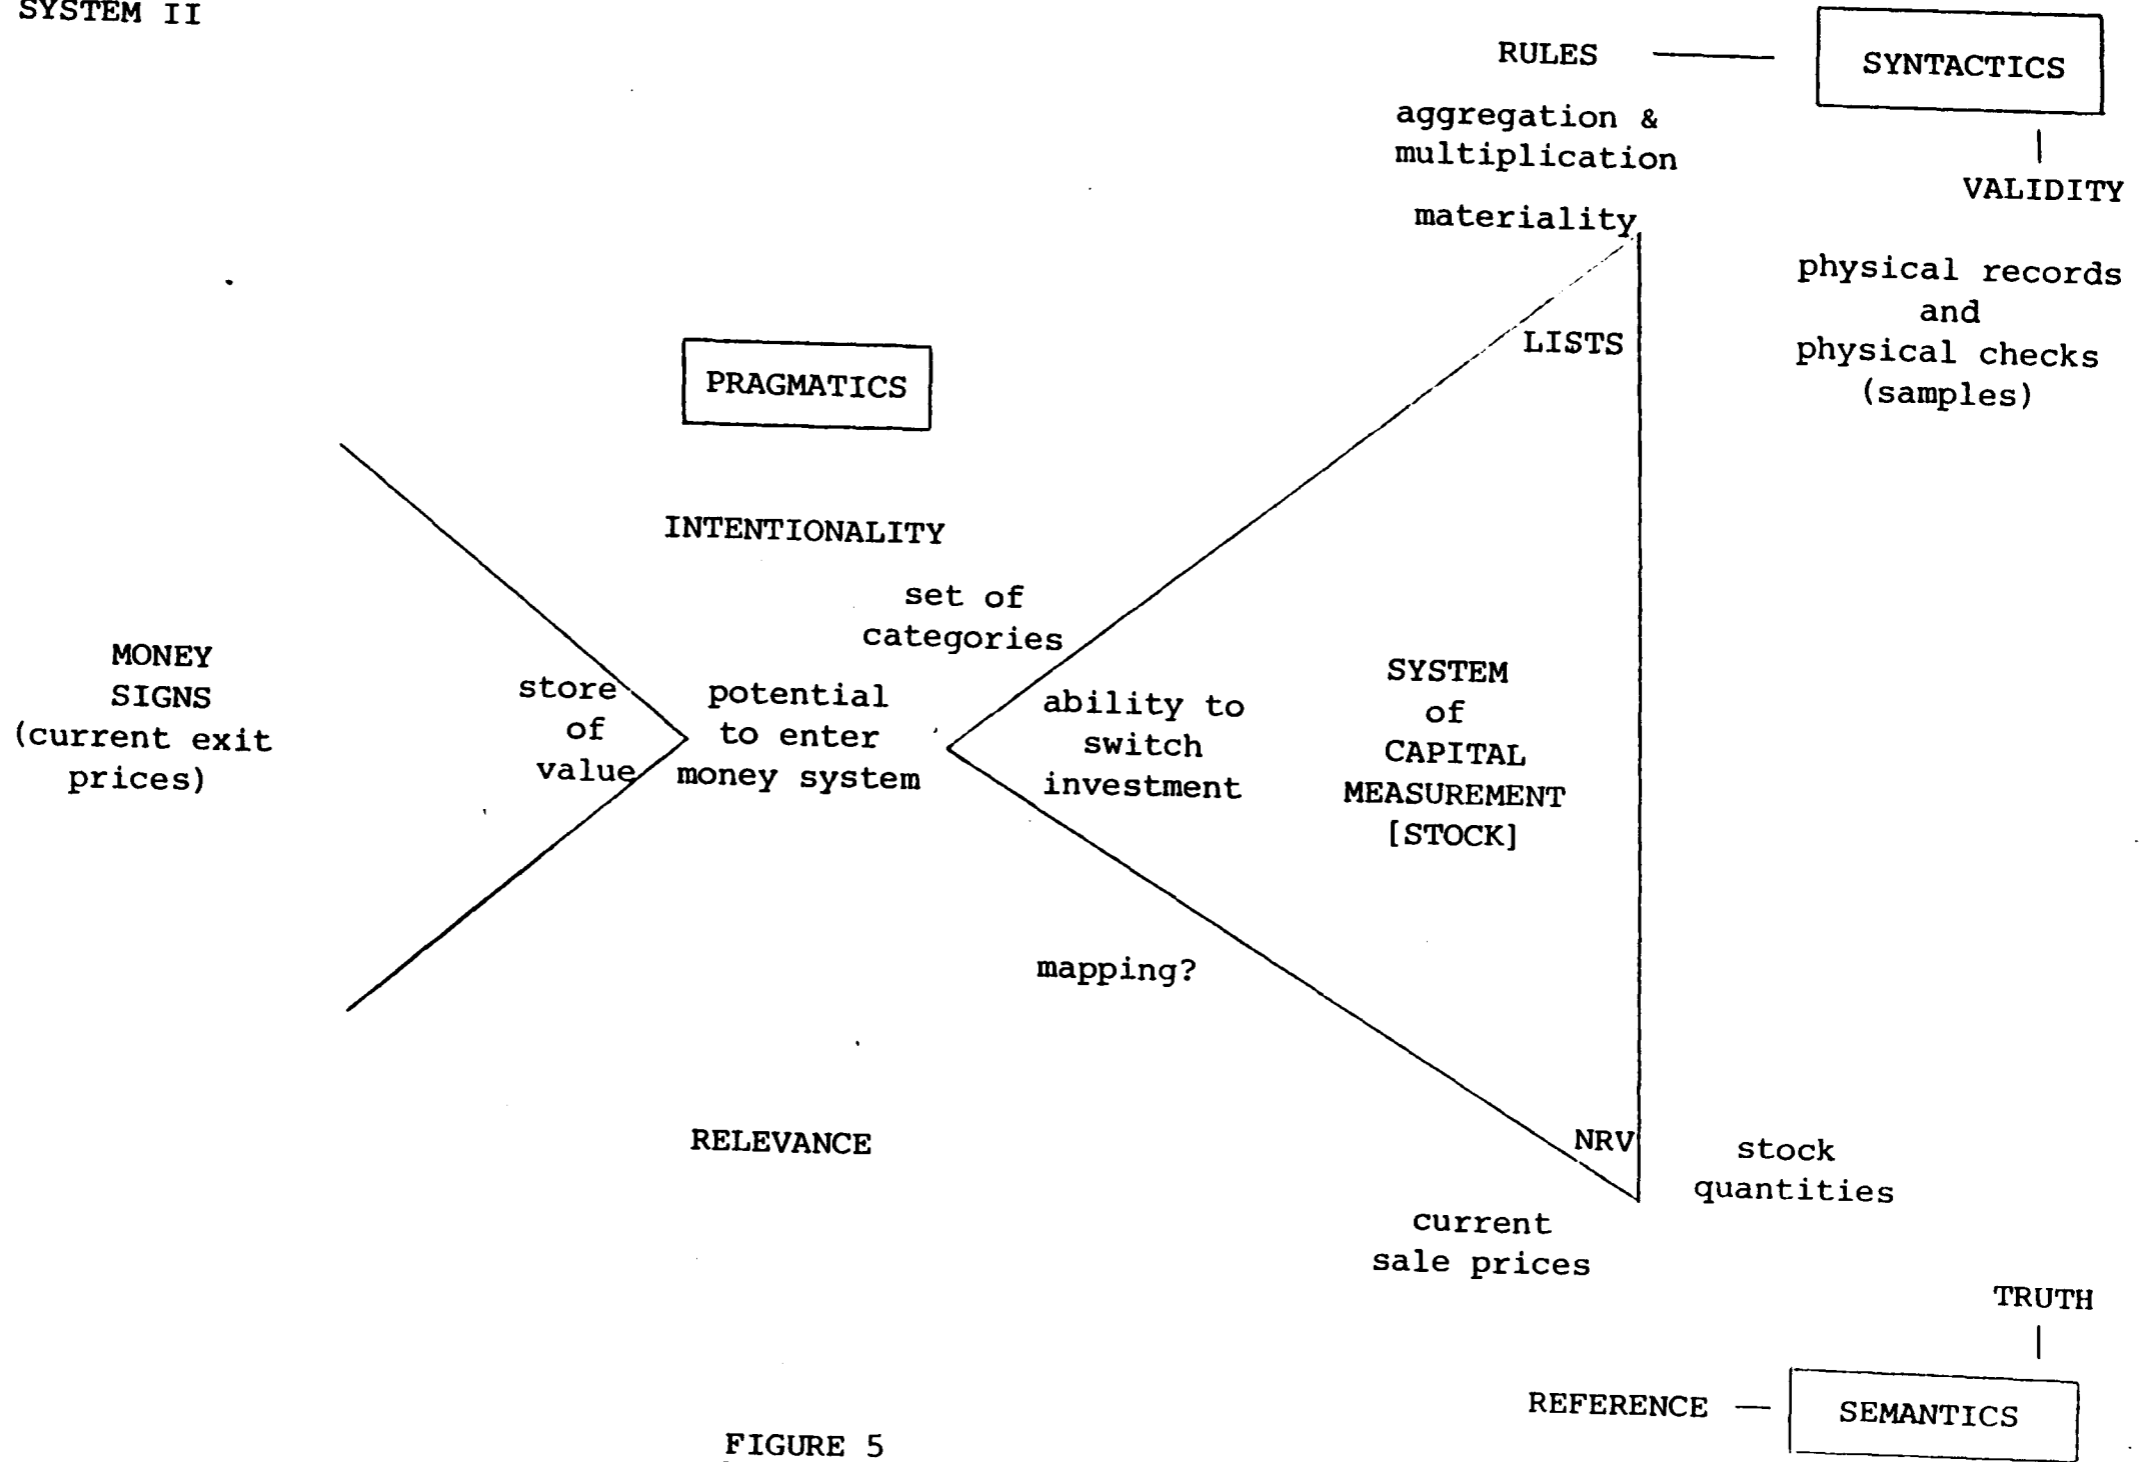 SYSTEM II
RULES
SYNTACTICS
aggregation &
multiplication
VALIDITY
materiality
physical records
and
physical checks
(samples)
LISTS
PRAGMATICS
INTENTIONALITY
set of
categories
MONEY
SIGNS
(current exit
prices)
store
of
value
potential
to enter
money system
ability to
switch
investment
SYSTEM
of
CAPITAL
MEASUREMENT
[STOCK]
mapping?
RELEVANCE
NRV
stock
quantities
current
sale prices
TRUTH
REFERENCE
SEMANTICS
FIGURE 5